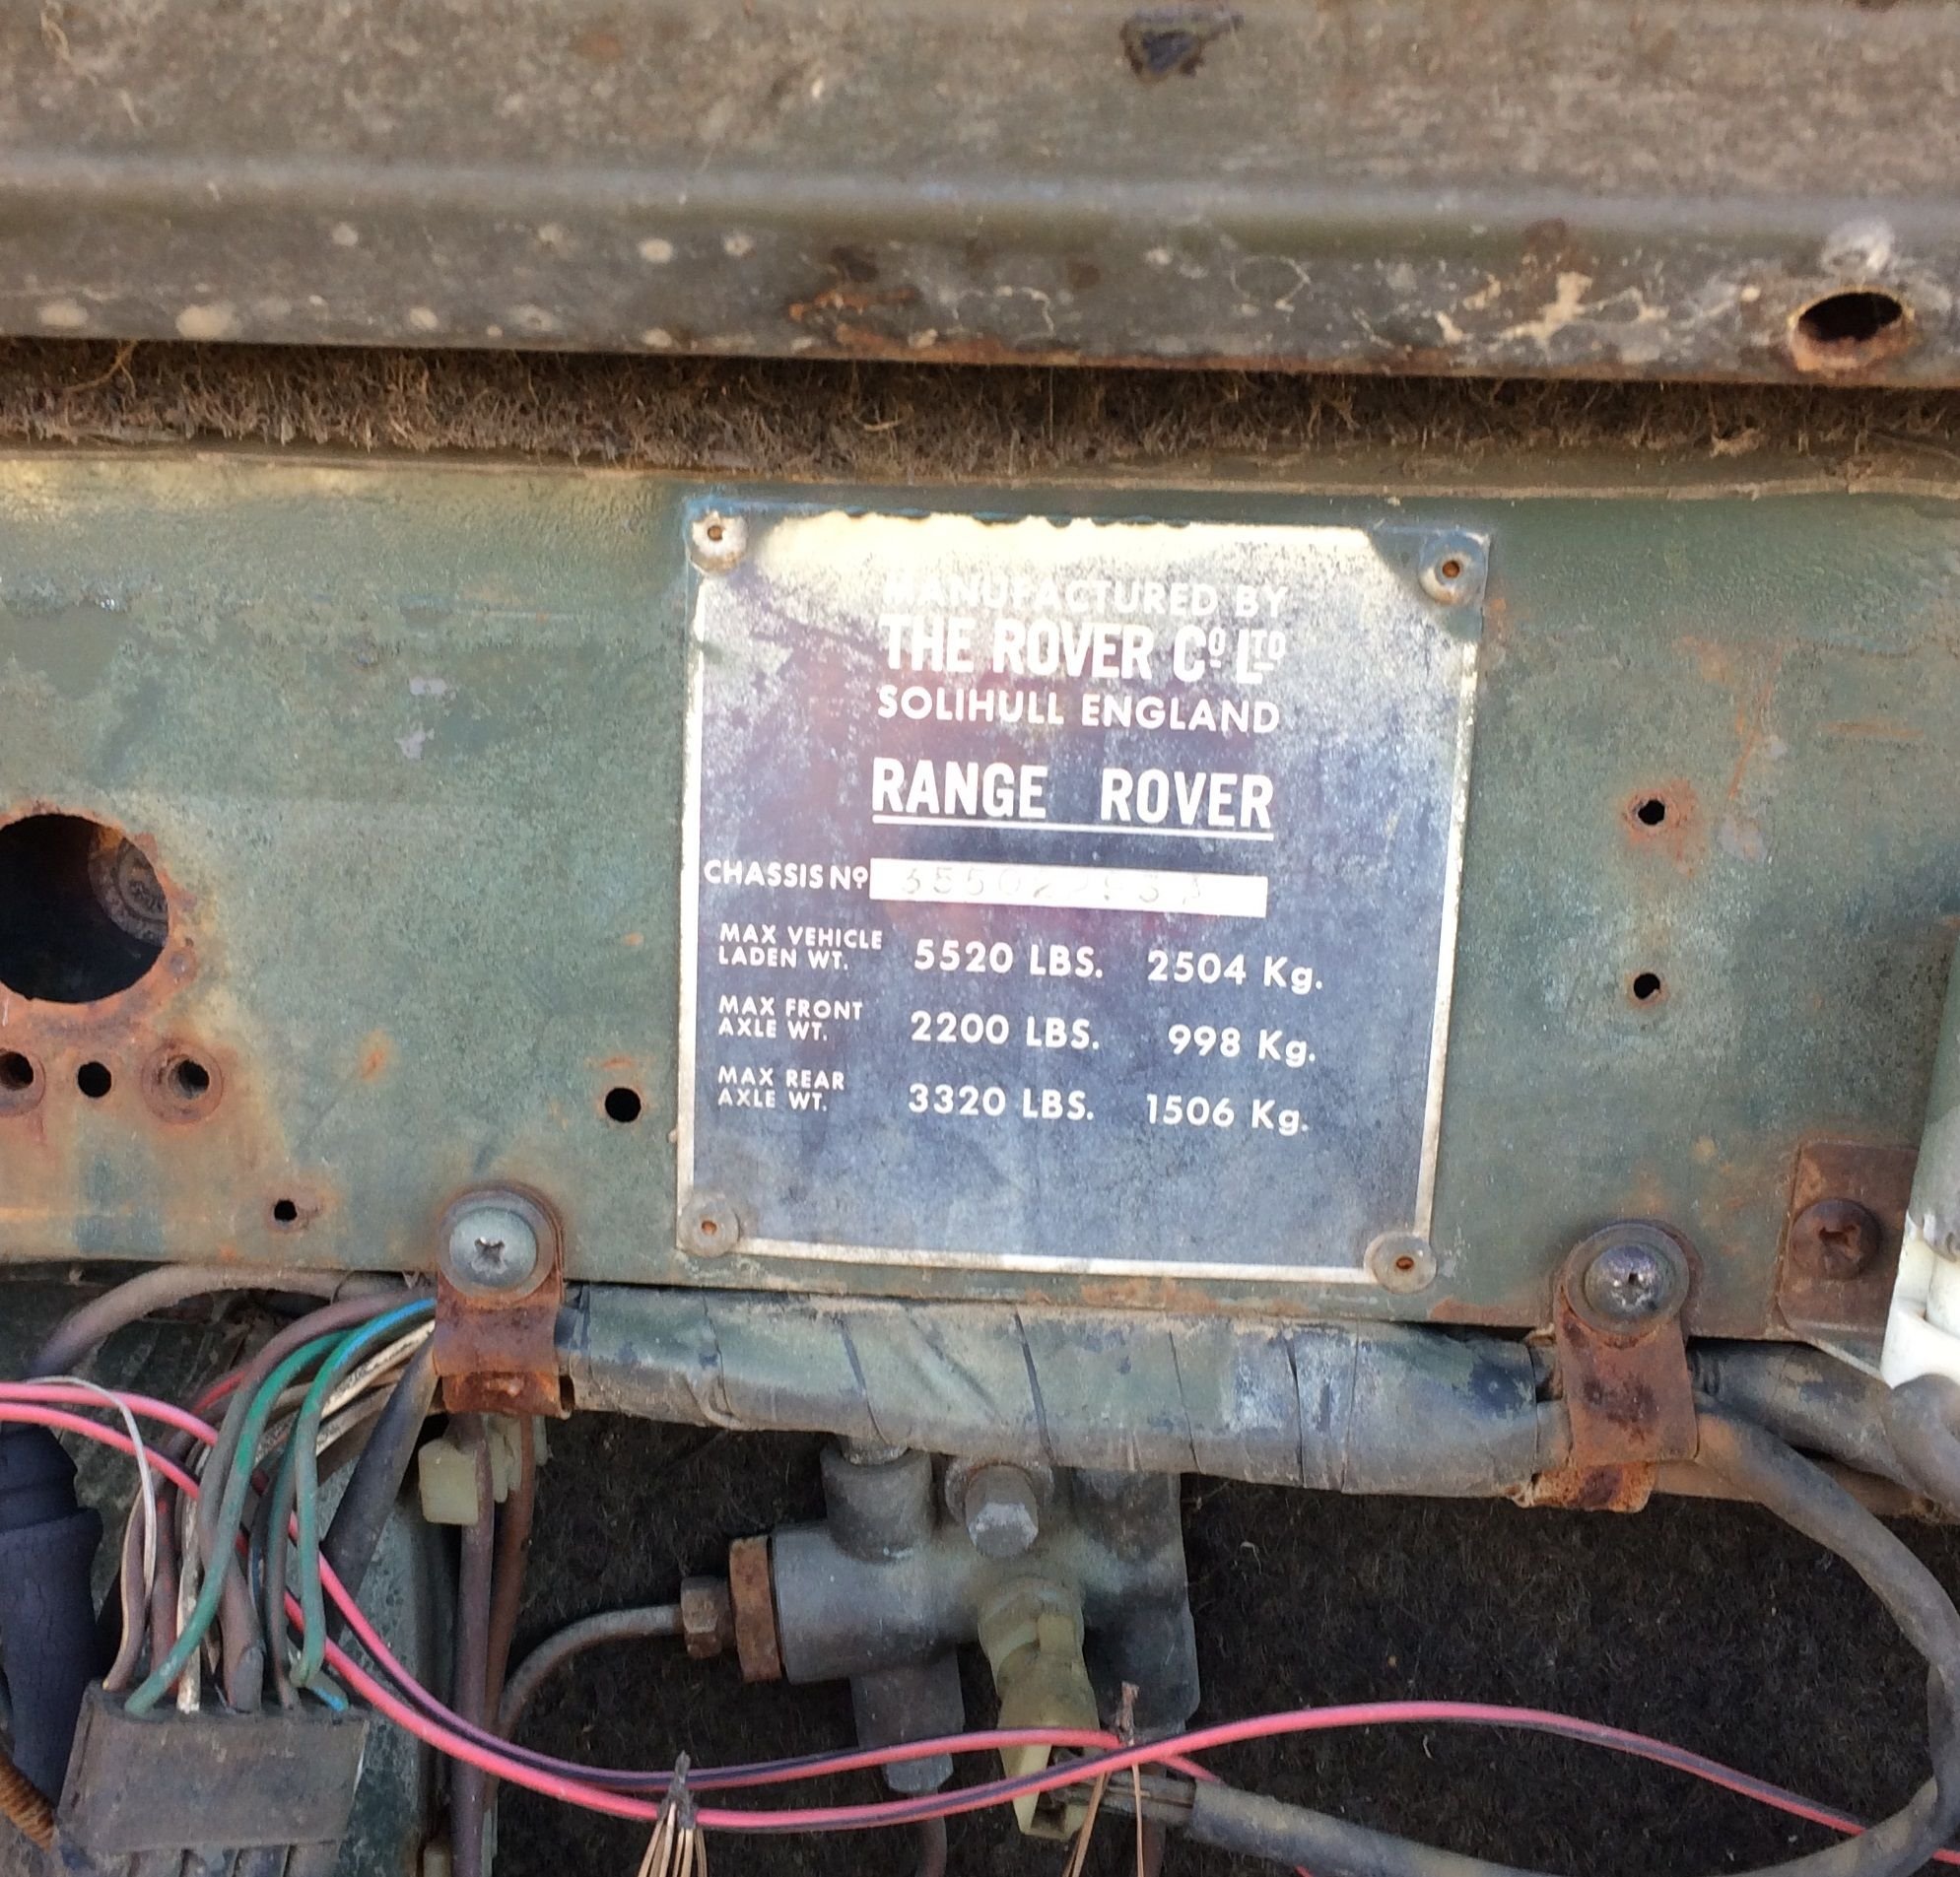 MANUFACTURED BY
THE ROVER Cº LTD
SOLIHULL ENGLAND
RANGE ROVER
CHASSIS Nº
MAX VEHICLE
LADEN WT. 5520 LBS. 2504 Kg.
MAX FRONT
AXLE WT. 2200 LBS. 998 Kg.
MAX REAR
AXLE WT. 3320 LBS. 1506 Kg.